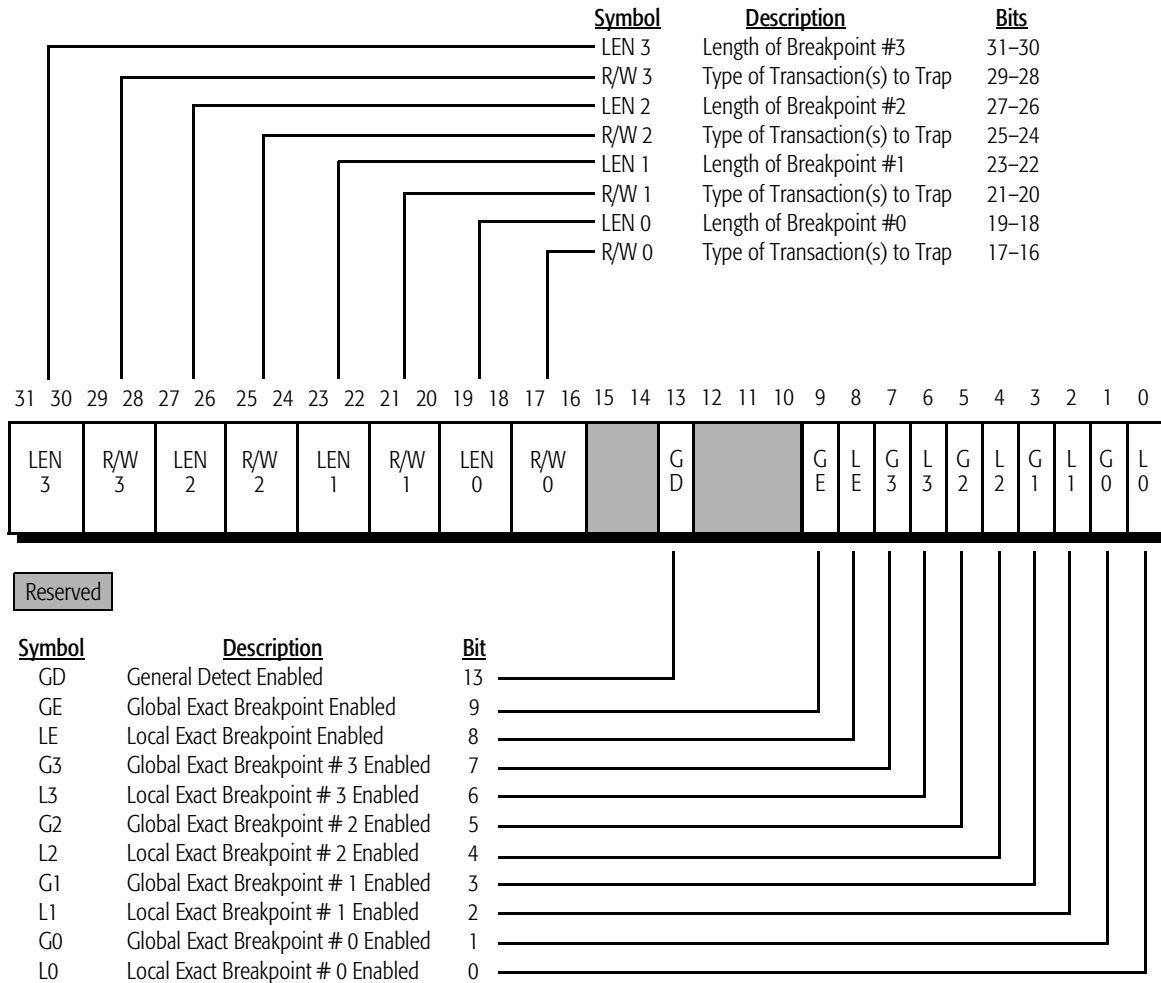 Symbol Description Bits
LEN 3 Length of Breakpoint #3 31–30
R/W 3 Type of Transaction(s) to Trap 29–28
LEN 2 Length of Breakpoint #2 27–26
R/W 2 Type of Transaction(s) to Trap 25–24
LEN 1 Length of Breakpoint #1 23–22
R/W 1 Type of Transaction(s) to Trap 21–20
LEN 0 Length of Breakpoint #0 19–18
R/W 0 Type of Transaction(s) to Trap 17–16
31 30 29 28 27 26 25 24 23 22 21 20 19 18 17 16 15 14 13 12 11 10 9 8 7 6 5 4 3 2 1 0
LEN R/W LEN R/W LEN R/W LEN R/W G G L G L G L G L G L
3 3 2 2 1 1 0 0 D E E 3 3 2 2 1 1 0 0
Reserved
Symbol Description Bit
GD General Detect Enabled 13
GE Global Exact Breakpoint Enabled 9
LE Local Exact Breakpoint Enabled 8
G3 Global Exact Breakpoint # 3 Enabled 7
L3 Local Exact Breakpoint # 3 Enabled 6
G2 Global Exact Breakpoint # 2 Enabled 5
L2 Local Exact Breakpoint # 2 Enabled 4
G1 Global Exact Breakpoint # 1 Enabled 3
L1 Local Exact Breakpoint # 1 Enabled 2
G0 Global Exact Breakpoint # 0 Enabled 1
L0 Local Exact Breakpoint # 0 Enabled 0